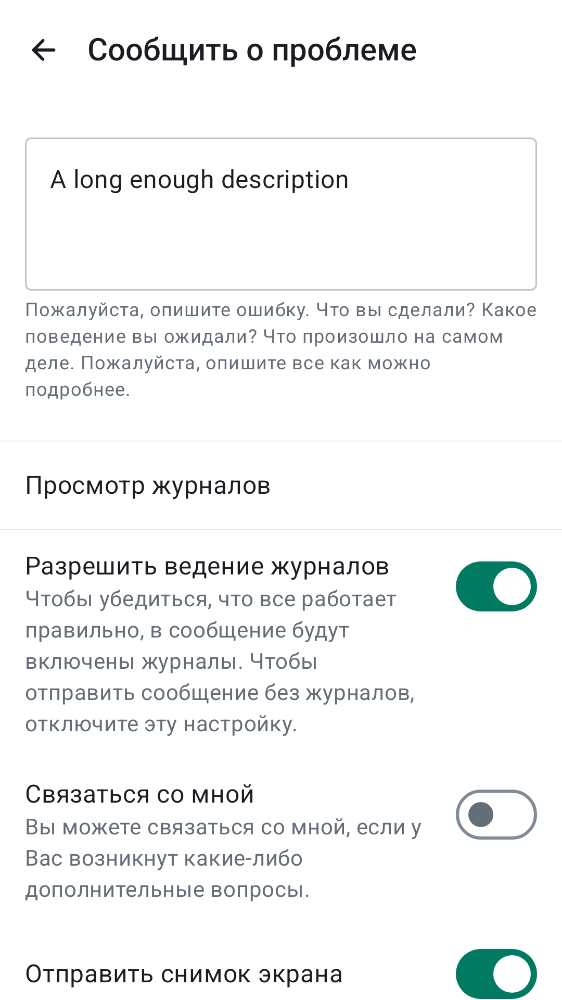 Сообщить о проблеме
A long enough description
Пожалуйста, опишите ошибку. Что вы сделали? Какое
поведение вы ожидали? Что произошло на самом
деле. Пожалуйста, опишите все как можно
подробнее.
Просмотр журналов
Разрешить ведение журналов
Чтобы убедиться, что все работает
правильно, в сообщение будут
включены журналы. Чтобы
отправить сообщение без журналов,
отключите эту настройку.
Связаться со мной
Вы можете связаться со мной, если у
Вас возникнут какие-либо
дополнительные вопросы.
Отправить снимок экрана